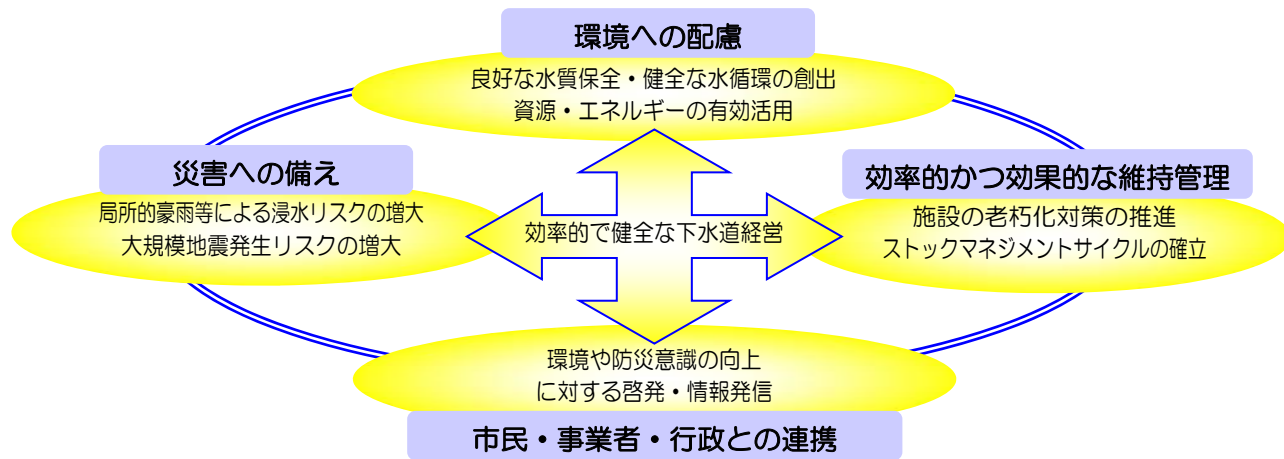 環境への配慮
良好な水質保全・健全な水循環の創出
資源・エネルギーの有効活用
災害への備え
局所的豪雨等による浸水リスクの増大
大規模地震発生リスクの増大
効率的で健全な下水道経営
効率的かつ効果的な維持管理
施設の老朽化対策の推進
ストックマネジメントサイクルの確立
環境や防災意識の向上
に対する啓発・情報発信
市民・事業者・行政との連携